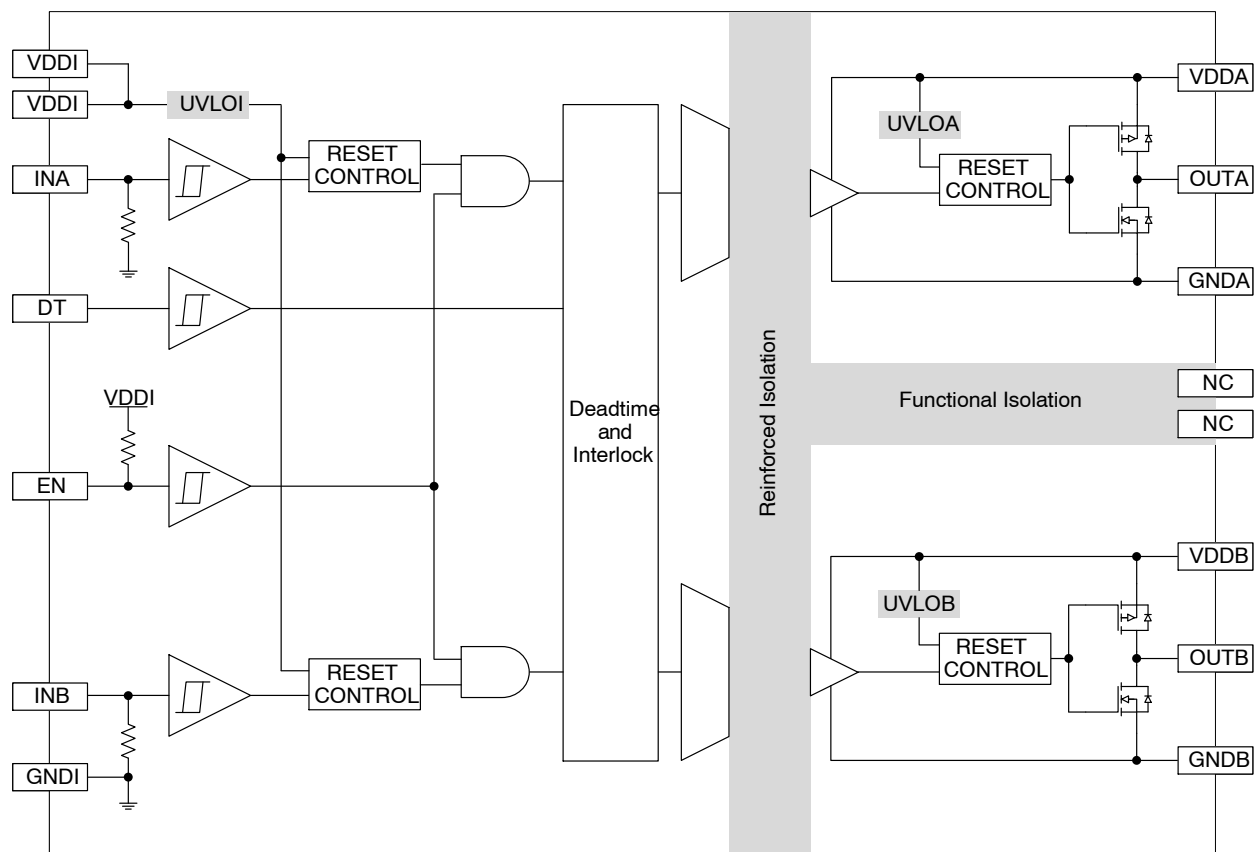 VDDI
VDDI
UVLOI
INA
RESET
CONTROL
DT
VDDI
EN
INB
RESET
CONTROL
GNDI
Deadtime
and
Interlock
Reinforced Isolation
VDDA
UVLOA
RESET
CONTROL
OUTA
GNDA
Functional Isolation
NC
NC
VDDB
UVLOB
RESET
CONTROL
OUTB
GNDB